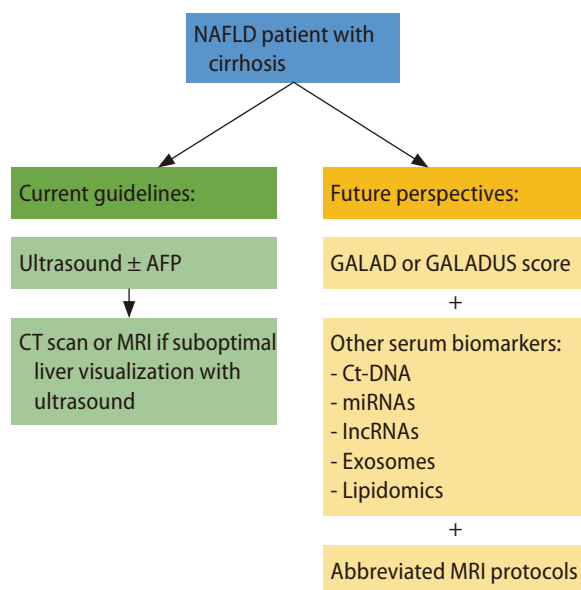 NAFLD patient with
cirrhosis
Current guidelines:
Ultrasound ± AFP
CT scan or MRI if suboptimal
liver visualization with
ultrasound
Future perspectives:
GALAD or GALADUS score
+
Other serum biomarkers:
- Ct-DNA
- miRNAs
- lncRNAs
- Exosomes
- Lipidomics
+
Abbreviated MRI protocols